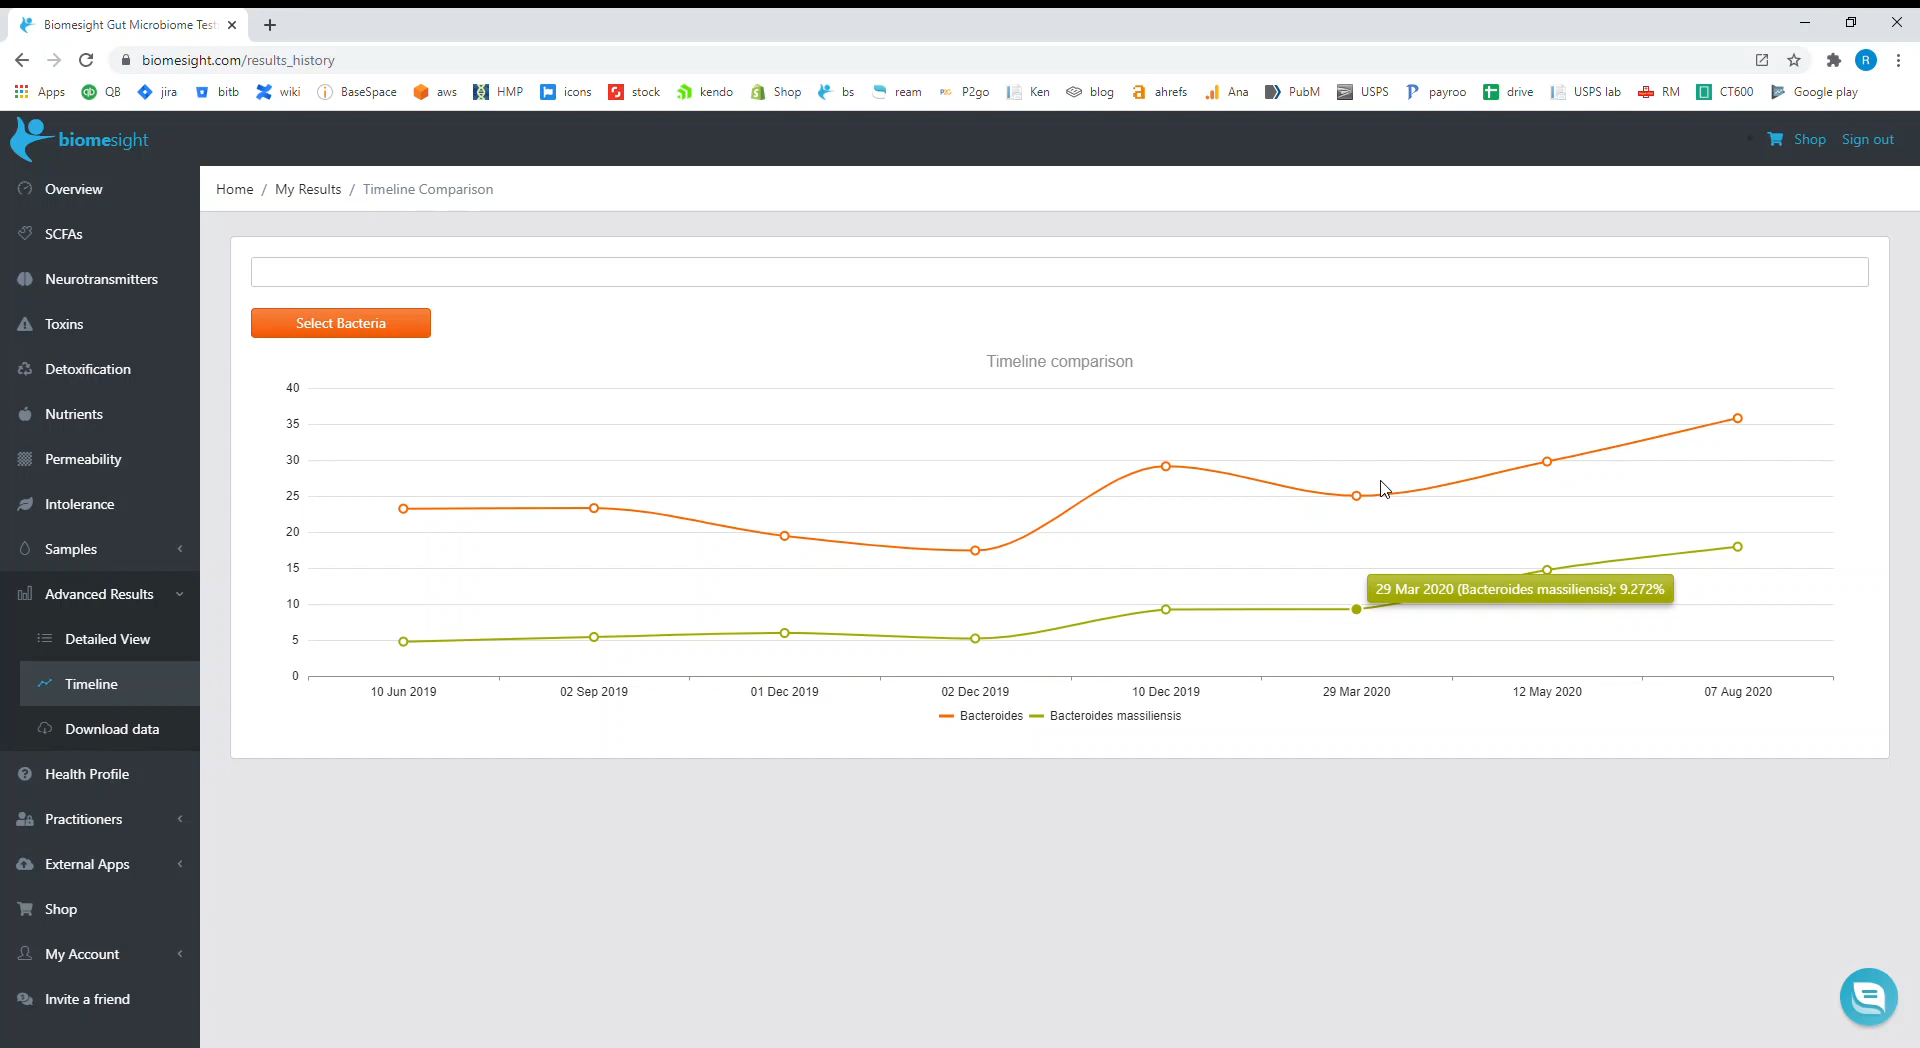 Biomesight Gut Microbiome Test
biomesight.com/results_history
R
Apps QB jira bitb wiki BaseSpace aws HMP icons stock kendo Shop bs ream P2go Ken blog ahrefs Ana PubM USPS payroo drive USPS lab RM CT600 Google play
biomesight
Shop Sign out
Home / My Results / Timeline Comparison
Overview
SCFAs
Neurotransmitters
Toxins
Detoxification
Nutrients
Permeability
Intolerance
Samples
Advanced Results
Detailed View
Timeline
Download data
Health Profile
Practitioners
External Apps
Shop
My Account
Invite a friend
Select Bacteria
Timeline comparison
40
35
30
25
20
15
10
5
0
29 Mar 2020 (Bacteroides massiliensis): 9.272%
10 Jun 2019 02 Sep 2019 01 Dec 2019 02 Dec 2019 10 Dec 2019 29 Mar 2020 12 May 2020 07 Aug 2020
Bacteroides Bacteroides massiliensis